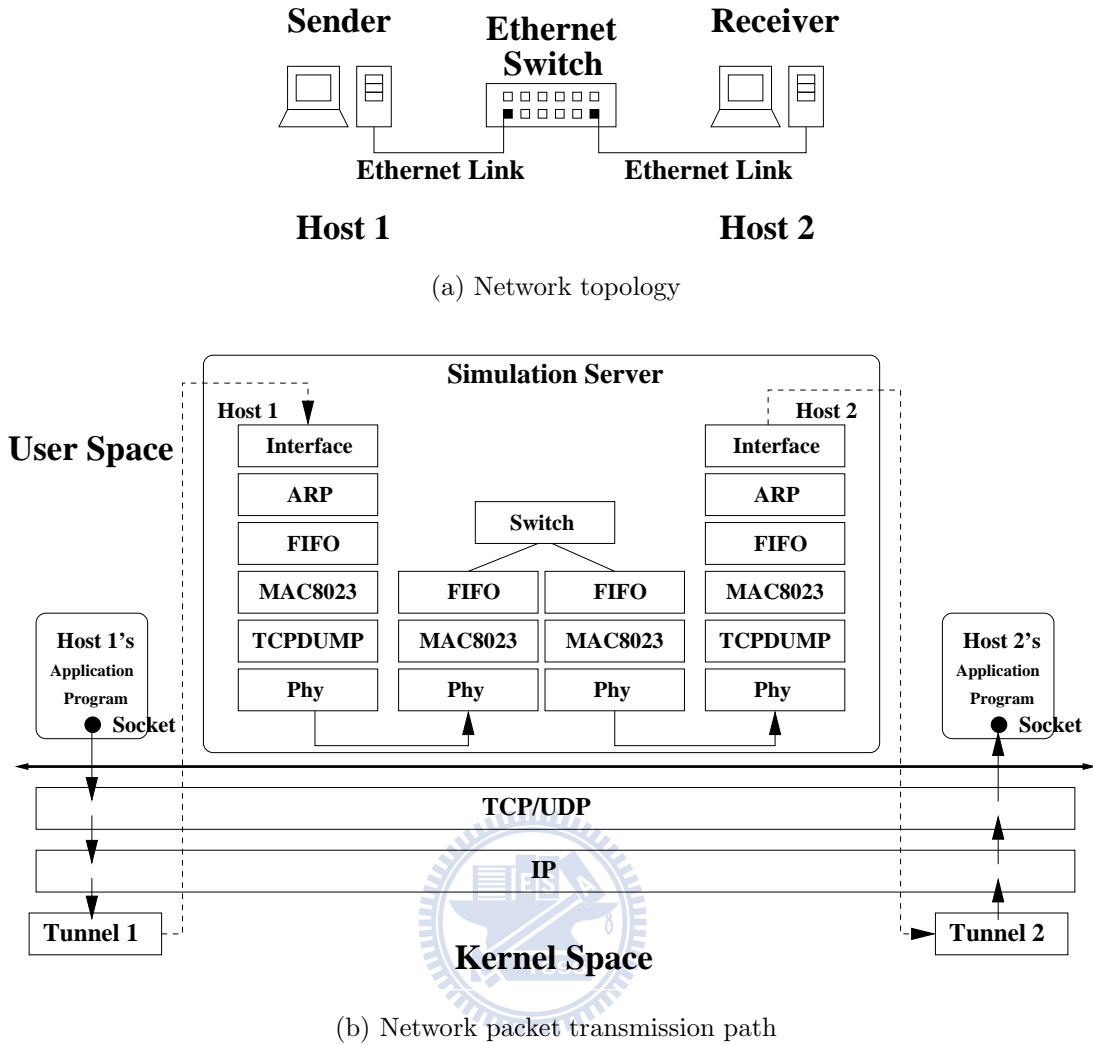 Sender
Ethernet
Switch
Receiver
Ethernet Link
Ethernet Link
Host 1
Host 2
(a) Network topology
Simulation Server
User Space
Host 1
Interface
ARP
FIFO
MAC8023
TCPDUMP
Phy
Switch
FIFO
MAC8023
Phy
FIFO
MAC8023
Phy
Host 2
Interface
ARP
FIFO
MAC8023
TCPDUMP
Phy
Host 1's
Application
Program
Socket
Host 2's
Application
Program
Socket
TCP/UDP
IP
Tunnel 1
Tunnel 2
Kernel Space
(b) Network packet transmission path